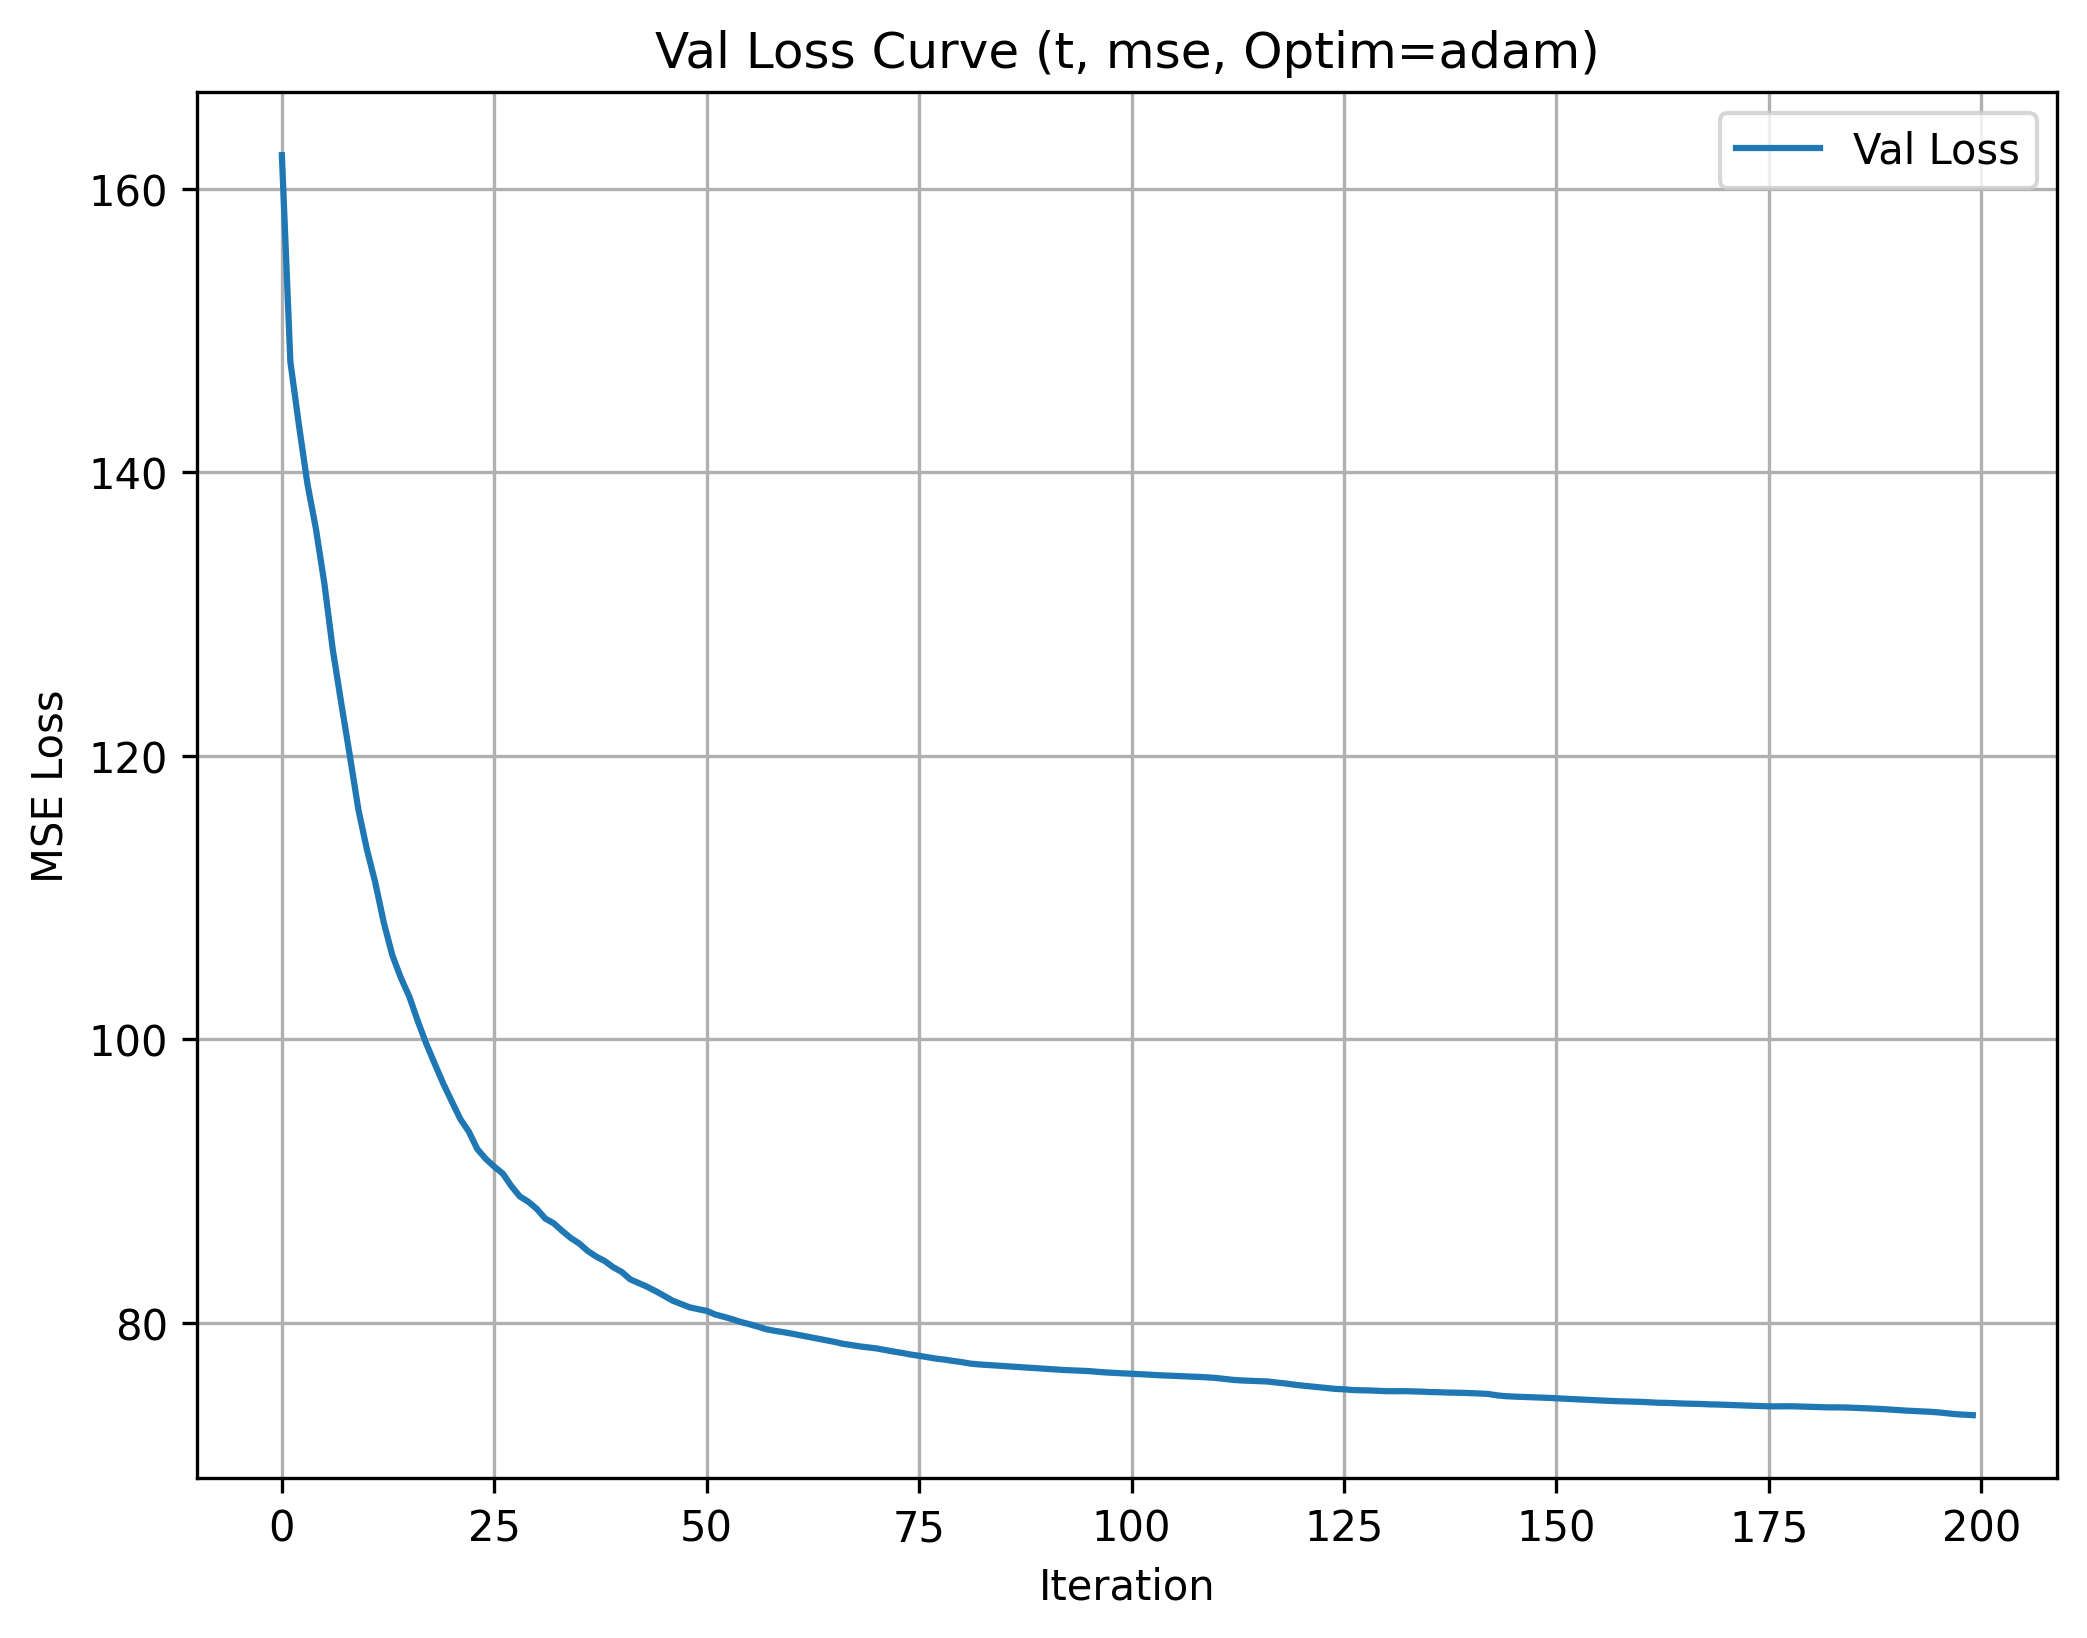 Val Loss Curve (t, mse, Optim=adam)
Val Loss
160
140
120
100
80
MSE Loss
0 25 50 75 100 125 150 175 200
Iteration